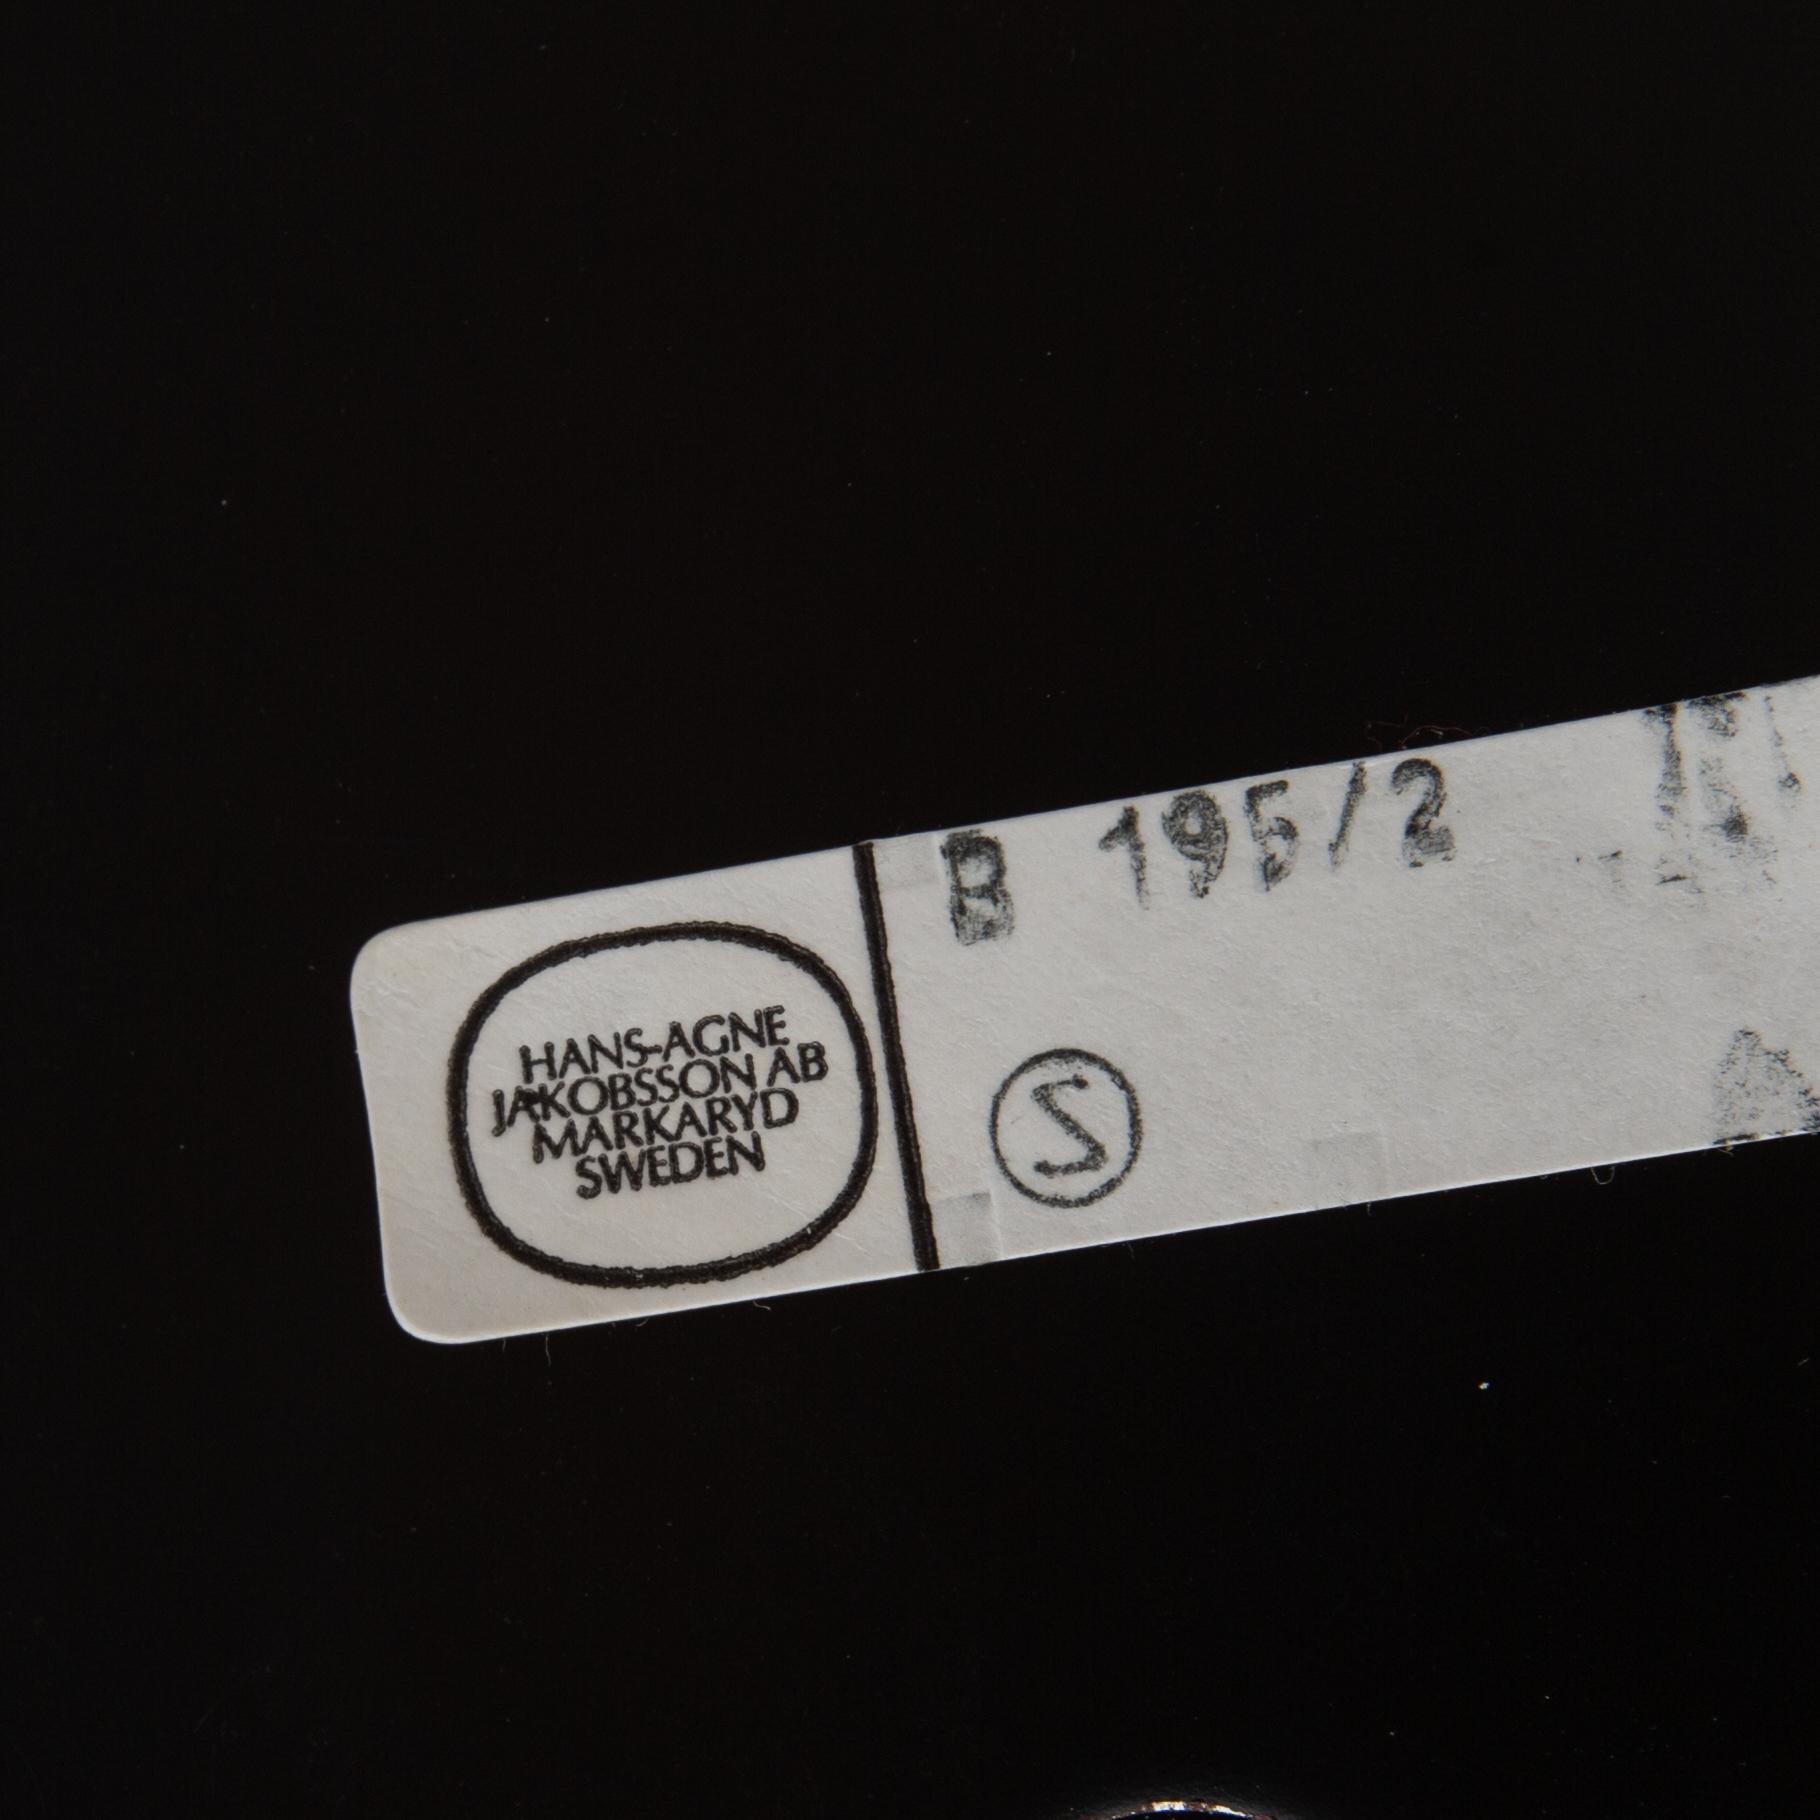 HANS-AGNE
JAKOBSSON AB
MARKARYD
SWEDEN
B 195/2
S